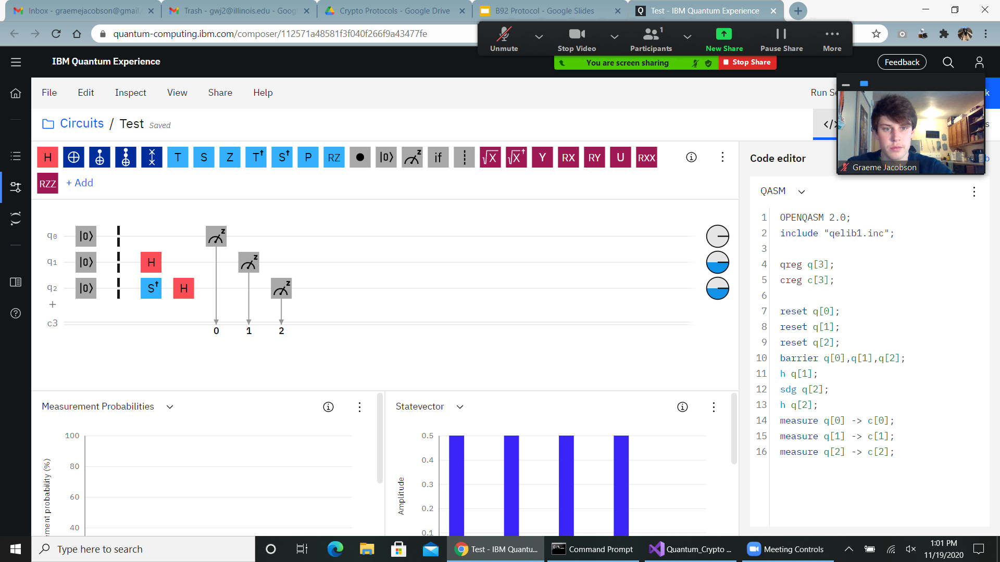 Inbox - graemejacobson@gmail.
Trash - gwj2@illinois.edu - Goog
Crypto Protocols - Google Drive
B92 Protocol - Google Slides
Q Test - IBM Quantum Experience
quantum-computing.ibm.com/composer/112571a48581f3f040f266f9a43477fe
Unmute
Stop Video
Participants 1
New Share
Pause Share
More
You are screen sharing
Stop Share
IBM Quantum Experience
Feedback
File Edit Inspect View Share Help
Run Se
k
Circuits / Test Saved
</>
s
H T S Z T† S† P RZ |0⟩ z if √X √X† Y RX RY U RXX
RZZ + Add
Code editor
b
Graeme Jacobson
QASM
q0 |0⟩ z
q1 |0⟩ H z
q2 |0⟩ S† H z
+
c3
0 1 2
1 OPENQASM 2.0;
2 include "qelib1.inc";
3
4 qreg q[3];
5 creg c[3];
6
7 reset q[0];
8 reset q[1];
9 reset q[2];
10 barrier q[0],q[1],q[2];
11 h q[1];
12 sdg q[2];
13 h q[2];
14 measure q[0] -> c[0];
15 measure q[1] -> c[1];
16 measure q[2] -> c[2];
Measurement Probabilities
100
80
60
40
ement probability (%)
Statevector
0.5
0.4
0.3
0.2
0.1
Amplitude
Type here to search
Test - IBM Quantu...
Command Prompt
Quantum_Crypto ...
Meeting Controls
1:01 PM
11/19/2020